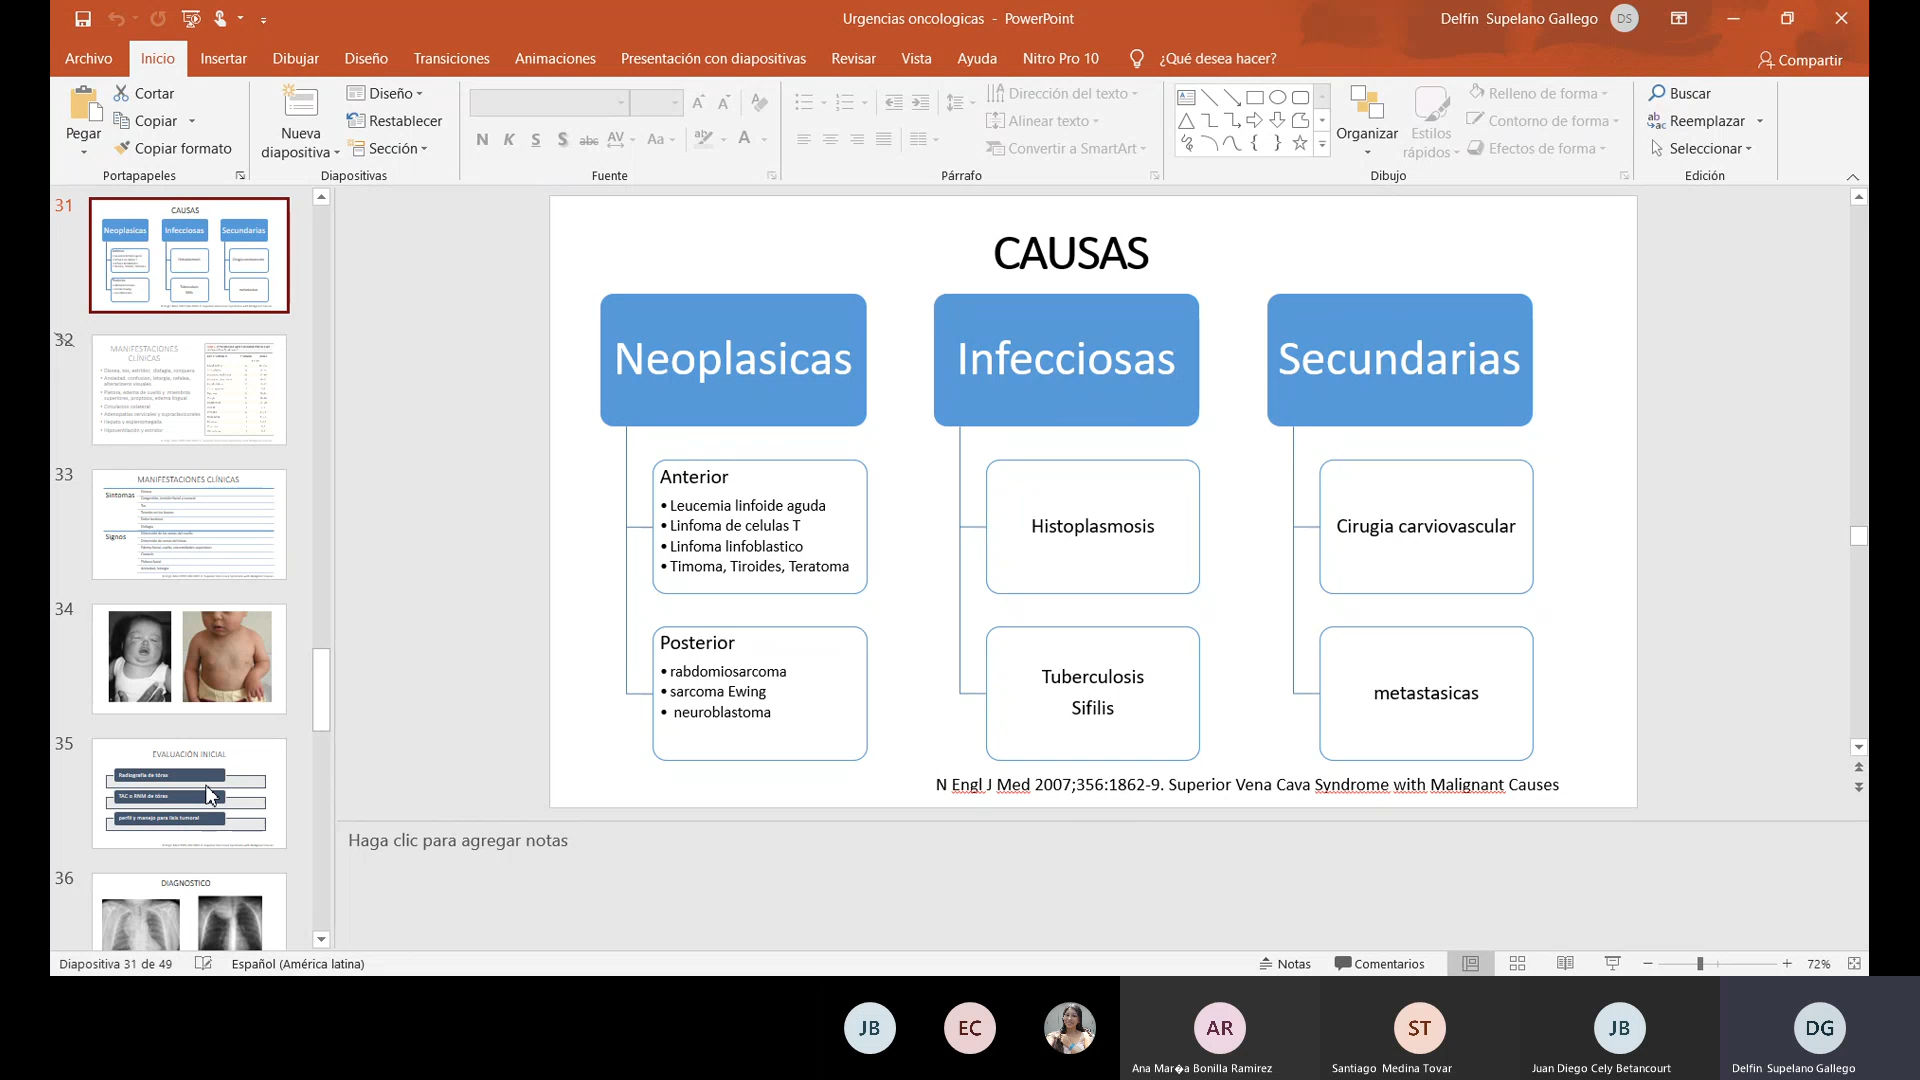 Urgencias oncologicas - PowerPoint
Delfin Supelano Gallego
DS
Archivo
Inicio
Insertar
Dibujar
Diseño
Transiciones
Animaciones
Presentación con diapositivas
Revisar
Vista
Ayuda
Nitro Pro 10
¿Qué desea hacer?
Compartir
Pegar
Cortar
Copiar
Copiar formato
Portapapeles
Nueva
diapositiva
Diseño
Restablecer
Sección
Diapositivas
N K S S abc AV Aa A
Fuente
Dirección del texto
Alinear texto
Convertir a SmartArt
Párrafo
Organizar
Estilos
rápidos
Relleno de forma
Contorno de forma
Efectos de forma
Dibujo
Buscar
Reemplazar
Seleccionar
Edición
31
CAUSAS
Neoplasicas
Infecciosas
Secundarias
32
MANIFESTACIONES
CLÍNICAS
33
MANIFESTACIONES CLÍNICAS
Sintomas
Signos
34
35
EVALUACIÓN INICIAL
Radiografia de tórax
TAC o RNM de tórax
perfil y manejo para lisis tumoral
36
DIAGNOSTICO
CAUSAS
Neoplasicas
Infecciosas
Secundarias
Anterior
• Leucemia linfoide aguda
• Linfoma de celulas T
• Linfoma linfoblastico
• Timoma, Tiroides, Teratoma
Histoplasmosis
Cirugia carviovascular
Posterior
• rabdomiosarcoma
• sarcoma Ewing
• neuroblastoma
Tuberculosis
Sifilis
metastasicas
N Engl J Med 2007;356:1862-9. Superior Vena Cava Syndrome with Malignant Causes
Haga clic para agregar notas
Diapositiva 31 de 49
Español (América latina)
Notas
Comentarios
72%
JB
EC
AR
Ana Mar�a Bonilla Ramirez
ST
Santiago Medina Tovar
JB
Juan Diego Cely Betancourt
DG
Delfin Supelano Gallego